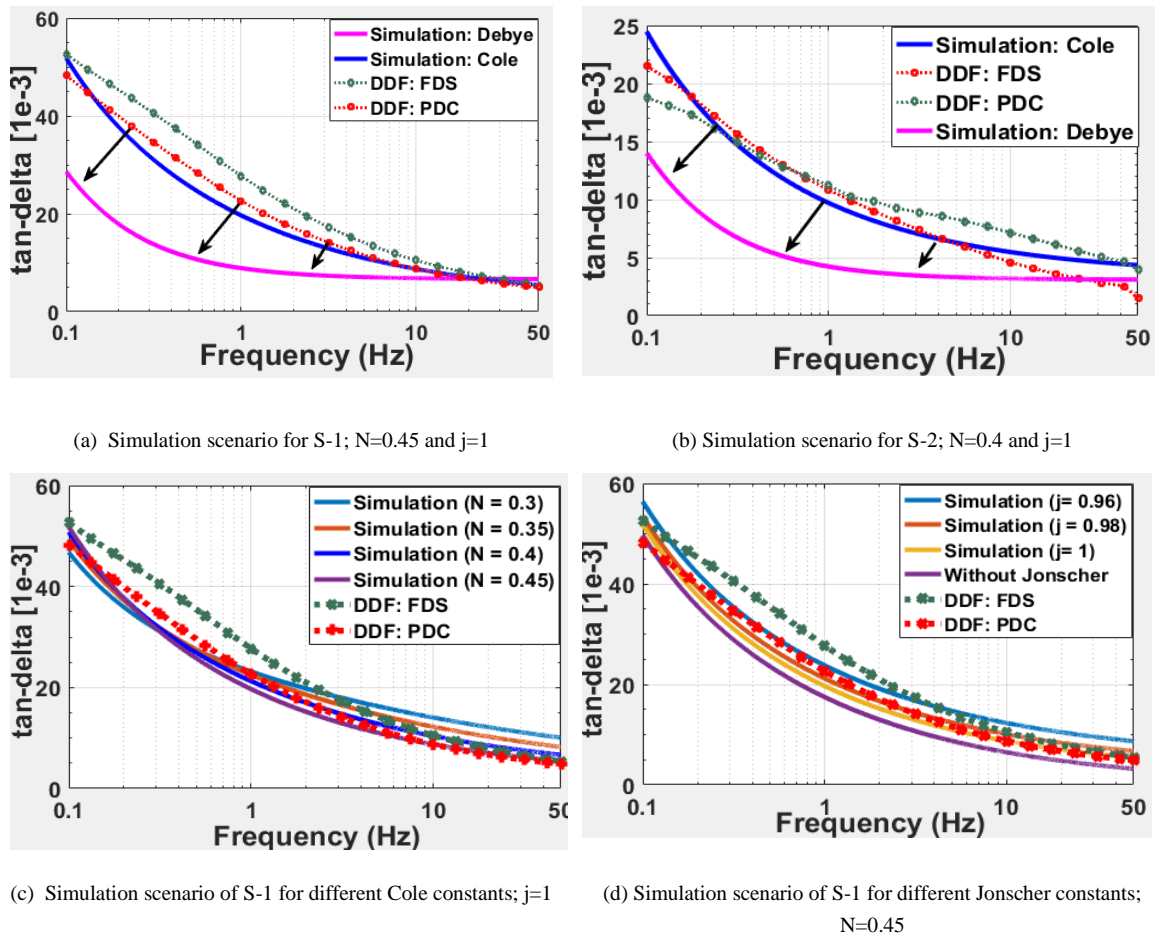 60
40
20
0
tan-delta [1e-3]
Simulation: Debye
Simulation: Cole
DDF: FDS
DDF: PDC
0.1
1
10
50
Frequency (Hz)
25
20
15
10
5
0
tan-delta [1e-3]
Simulation: Cole
DDF: FDS
DDF: PDC
Simulation: Debye
0.1
1
10
50
Frequency (Hz)
(a) Simulation scenario for S-1; N=0.45 and j=1
(b) Simulation scenario for S-2; N=0.4 and j=1
60
40
20
0
tan-delta [1e-3]
Simulation (N = 0.3)
Simulation (N = 0.35)
Simulation (N = 0.4)
Simulation (N = 0.45)
DDF: FDS
DDF: PDC
0.1
1
10
50
Frequency (Hz)
60
40
20
0
tan-delta [1e-3]
Simulation (j= 0.96)
Simulation (j = 0.98)
Simulation (j= 1)
Without Jonscher
DDF: FDS
DDF: PDC
0.1
1
10
50
Frequency (Hz)
(c) Simulation scenario of S-1 for different Cole constants; j=1
(d) Simulation scenario of S-1 for different Jonscher constants;
N=0.45